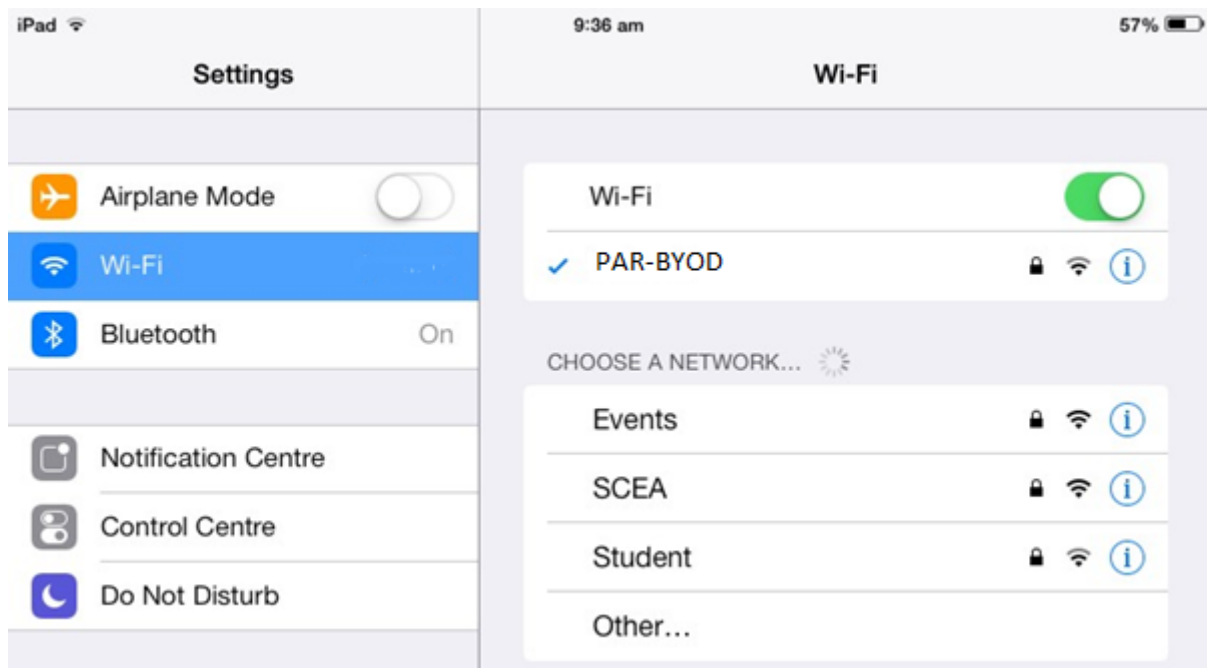 iPad 9:36 am 57%
Settings
Wi-Fi
Airplane Mode
Wi-Fi
Bluetooth On
Notification Centre
Control Centre
Do Not Disturb
Wi-Fi
PAR-BYOD
CHOOSE A NETWORK...
Events
SCEA
Student
Other...